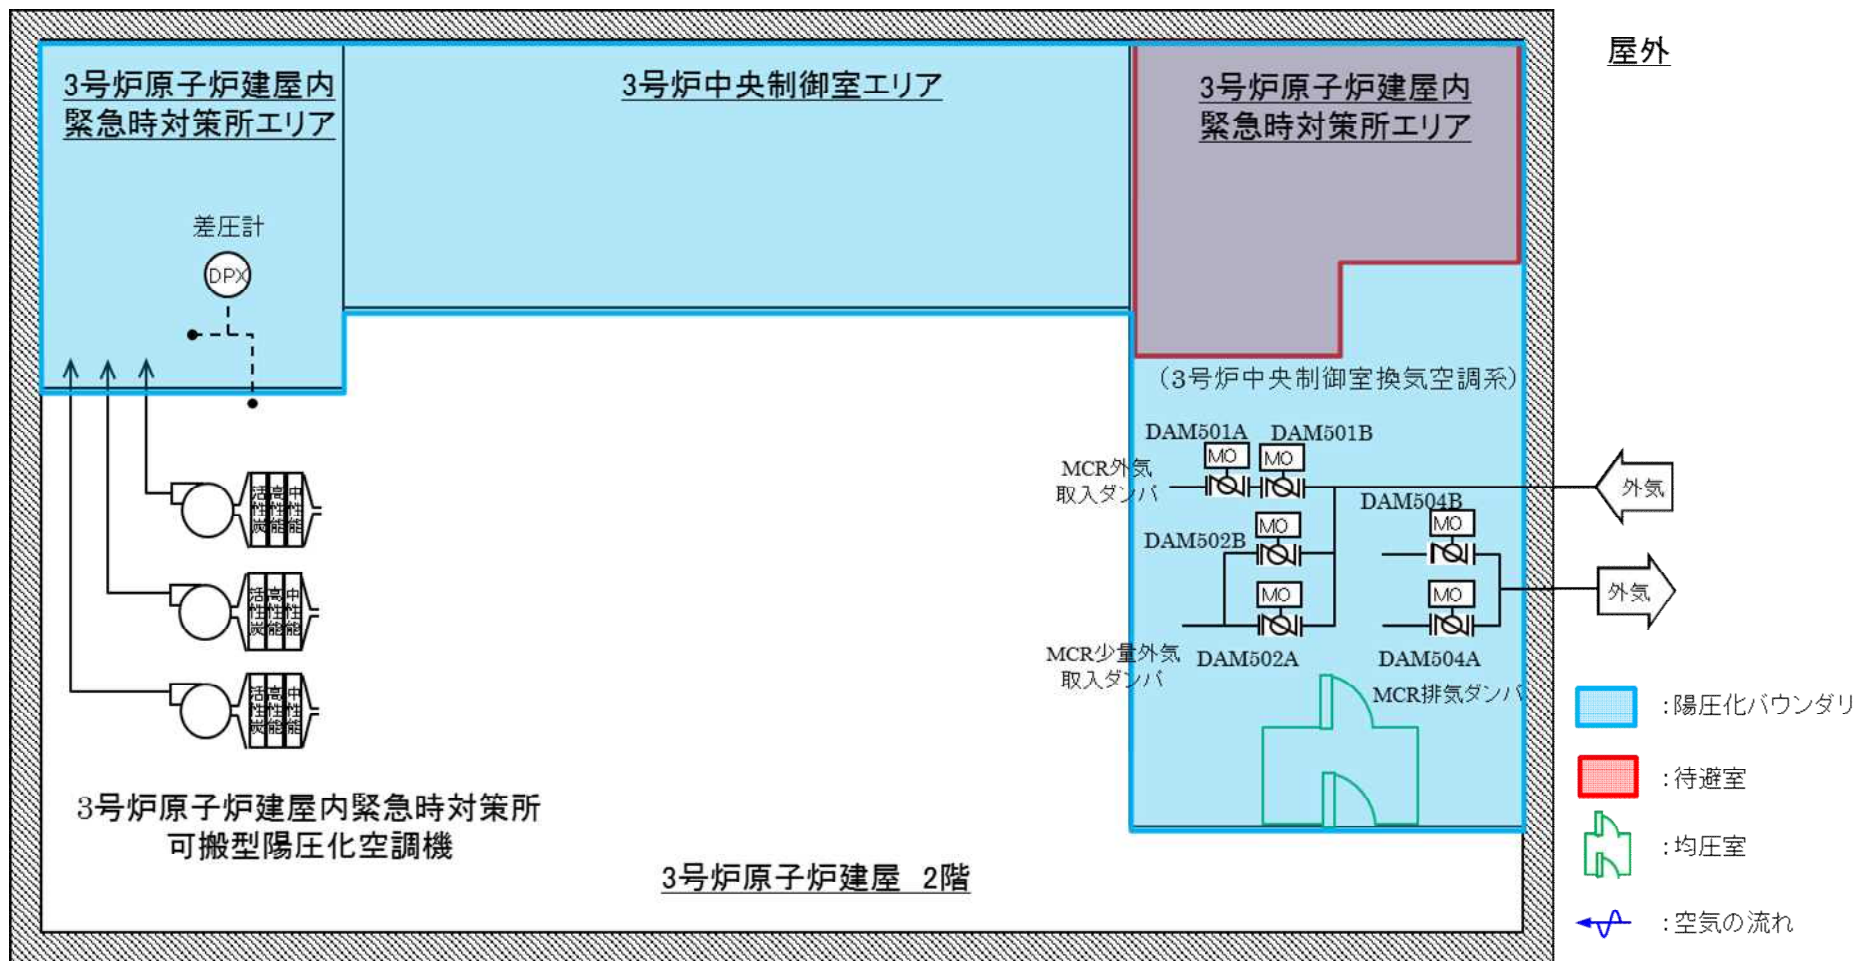 屋外
3号炉原子炉建屋内
緊急時対策所エリア
3号炉中央制御室エリア
3号炉原子炉建屋内
緊急時対策所エリア
差圧計
DPX
(3号炉中央制御室換気空調系)
DAM501A
DAM501B
MO
MO
MCR外気
取入ダンパ
外気
DAM504B
MO
MO
DAM502B
MO
MO
外気
MCR少量外気
取入ダンパ
DAM502A
DAM504A
MCR排気ダンパ
活性炭
高性能
中性能
活性炭
高性能
中性能
活性炭
高性能
中性能
3号炉原子炉建屋内緊急時対策所
可搬型陽圧化空調機
3号炉原子炉建屋 2階
:陽圧化バウンダリ
:待避室
:均圧室
:空気の流れ